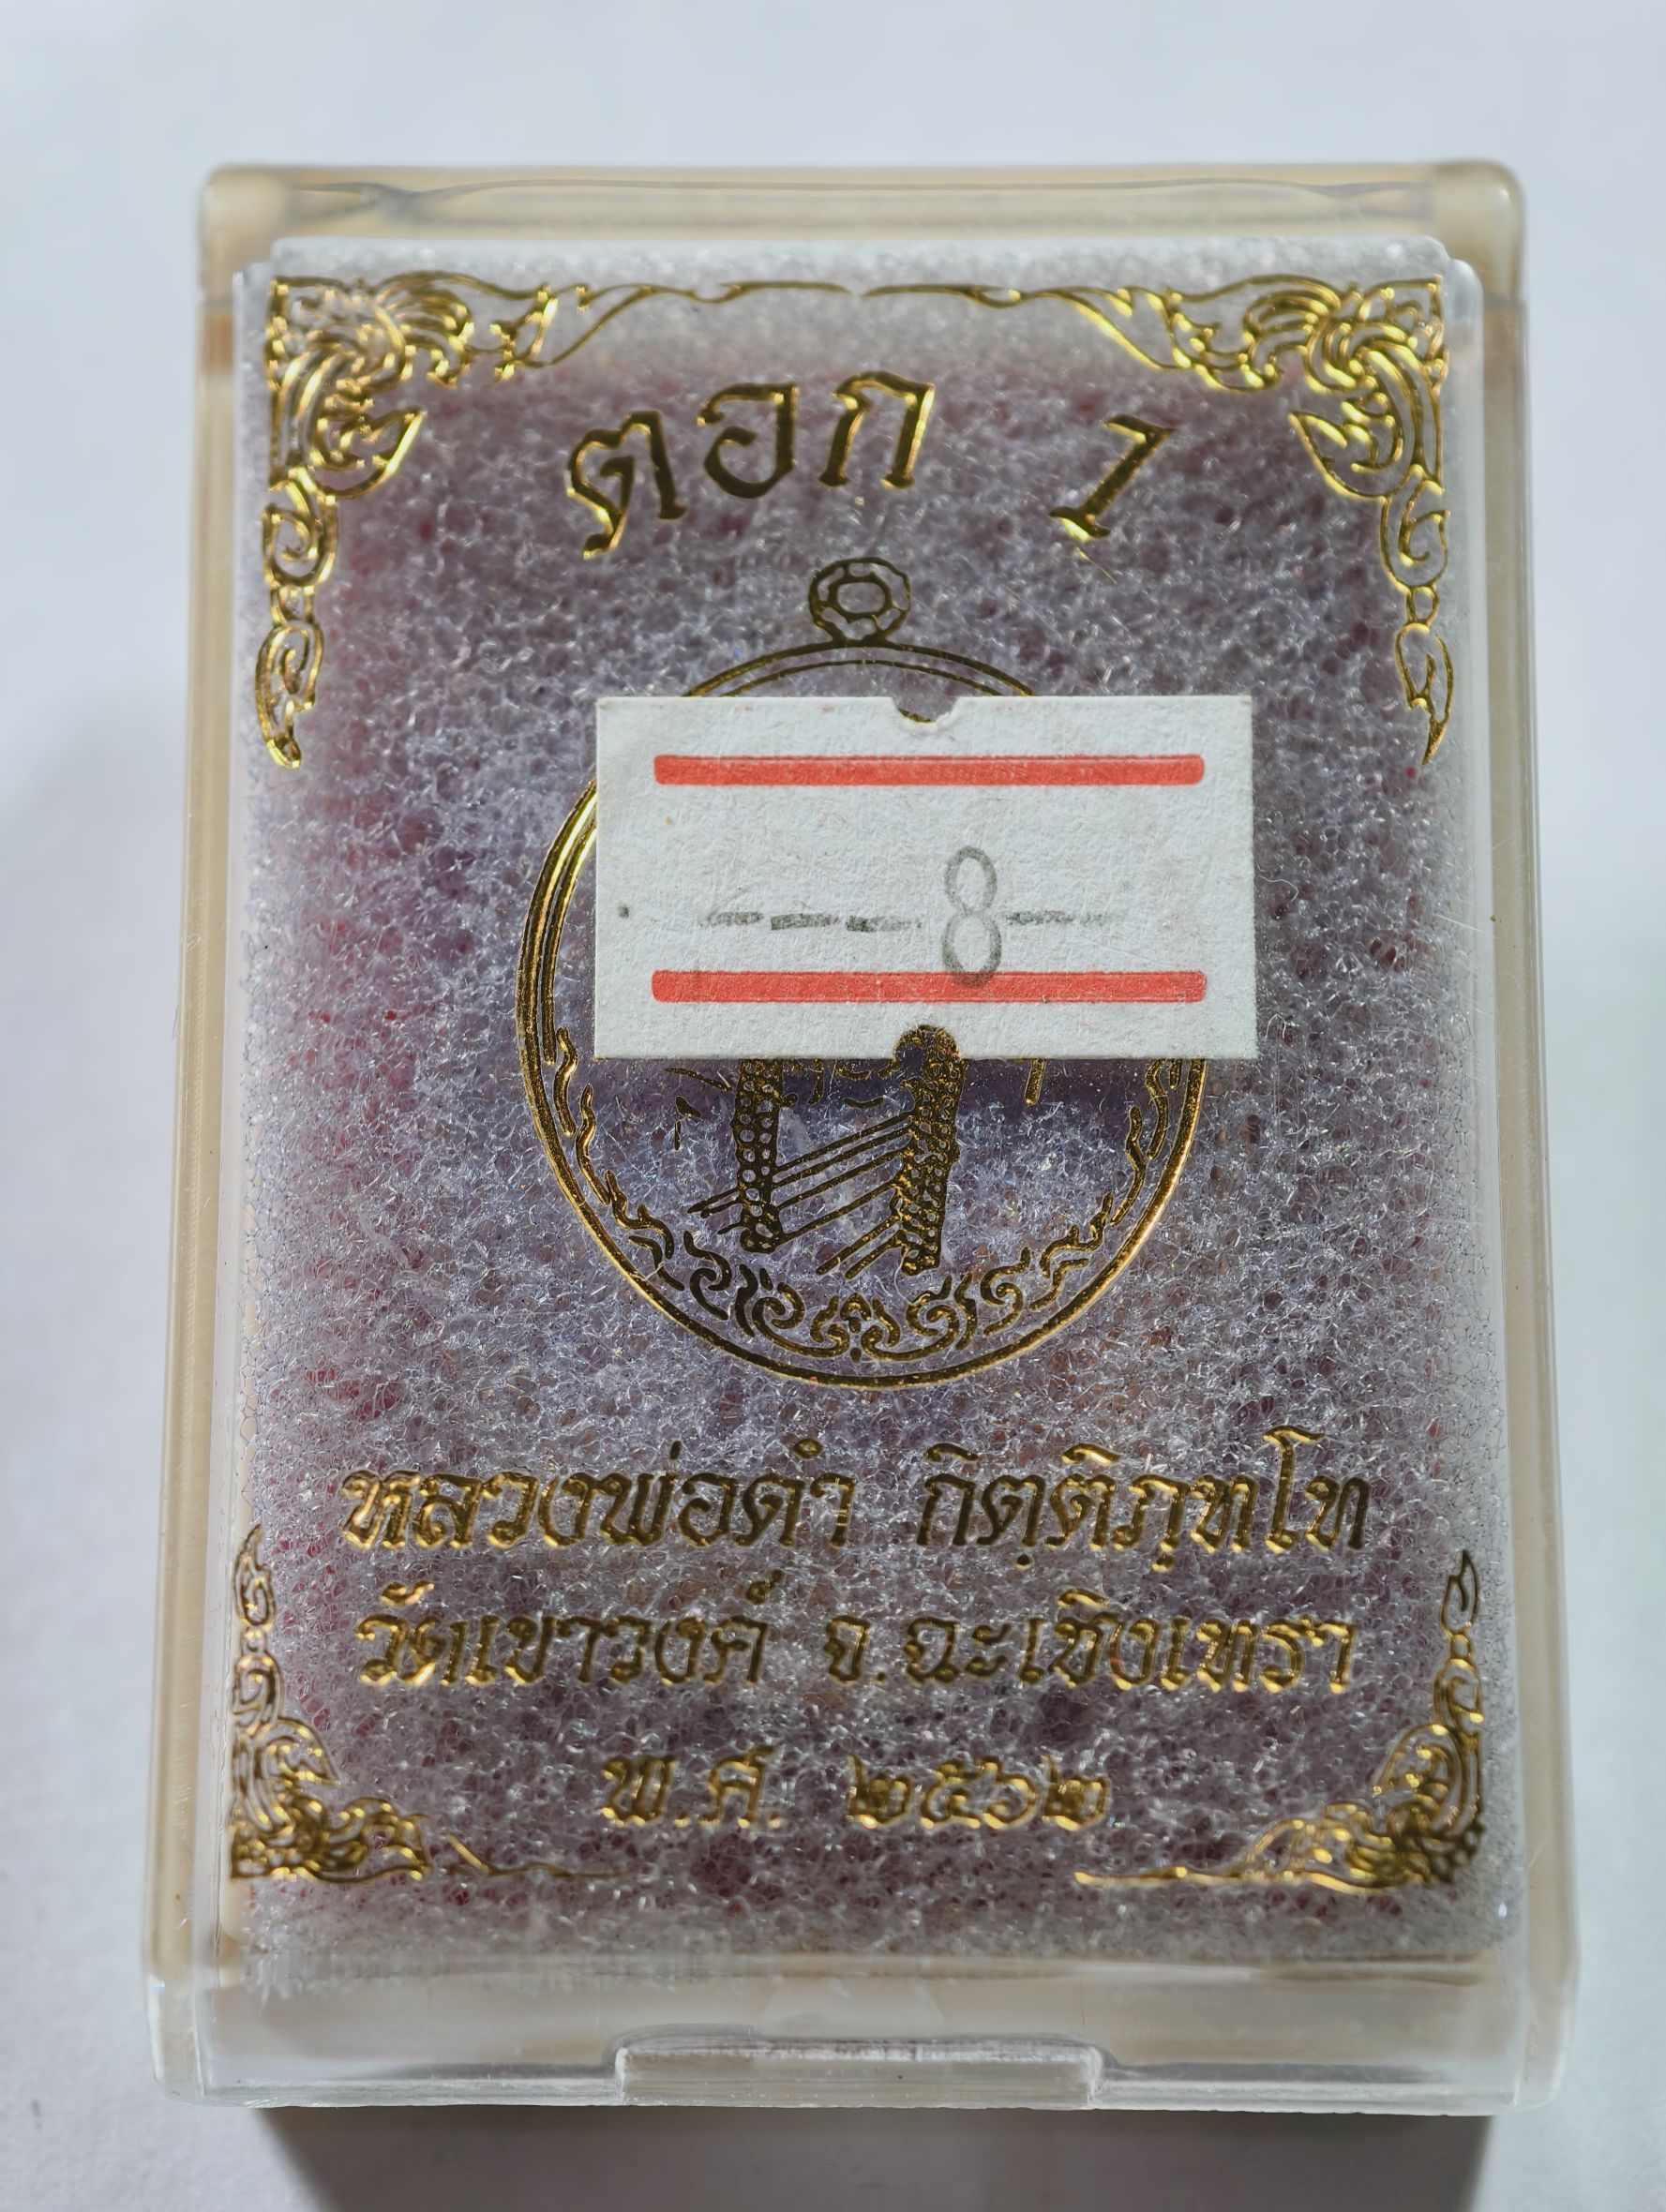 ตอก 1
8
หลวงพ่อดำ กิตฺติภฺทโท
วัดเขาวงค์ จ.ฉะเชิงเทรา
พ.ศ. ๒๕๖๒